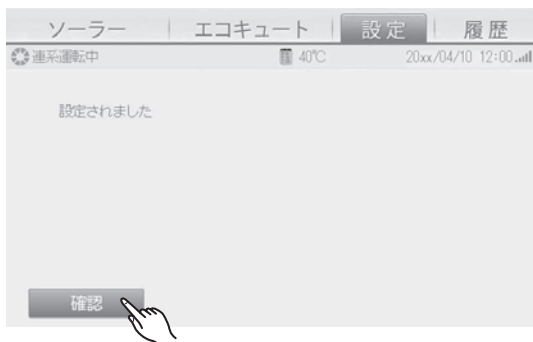 ソーラー エコキュート 設定 履歴
連系運転中 40℃ 20xx/04/10 12:00
設定されました
確認